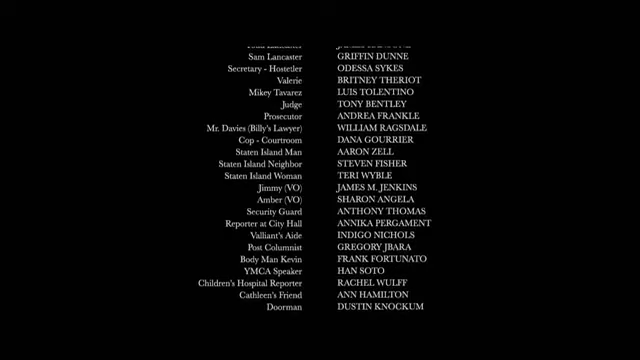 Sam Lancaster GRIFFIN DUNNE
Secretary - Hostetler ODESSA SYKES
Valerie BRITNEY THERIOT
Mikey Tavarez LUIS TOLENTINO
Judge TONY BENTLEY
Prosecutor ANDREA FRANKLE
Mr. Davies (Billy's Lawyer) WILLIAM RAGSDALE
Cop - Courtroom DANA GOURRIER
Staten Island Man AARON ZELL
Staten Island Neighbor STEVEN FISHER
Staten Island Woman TERI WYBLE
Jimmy (VO) JAMES M. JENKINS
Amber (VO) SHARON ANGELA
Security Guard ANTHONY THOMAS
Reporter at City Hall ANNIKA PERGAMENT
Valliant's Aide INDIGO NICHOLS
Post Columnist GREGORY JBARA
Body Man Kevin FRANK FORTUNATO
YMCA Speaker HAN SOTO
Children's Hospital Reporter RACHEL WULFF
Cathleen's Friend ANN HAMILTON
Doorman DUSTIN KNOCKUM